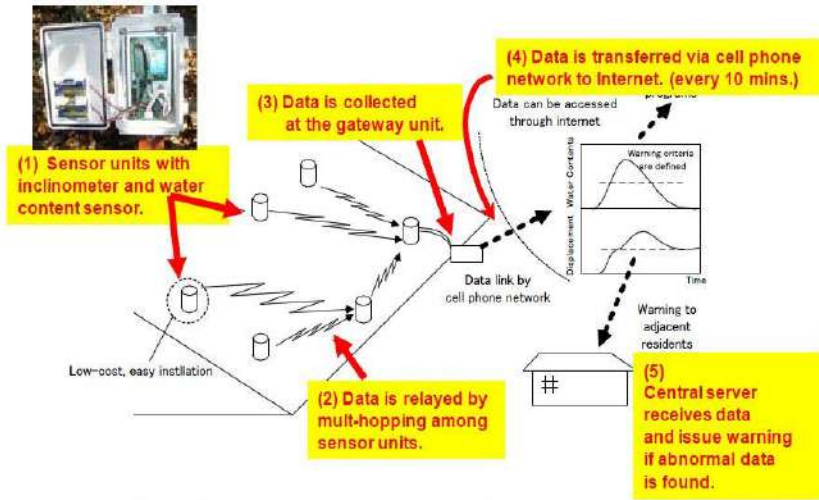 (1) Sensor units with
inclinometer and water
content sensor.
(3) Data is collected
at the gateway unit.
(4) Data is transferred via cell phone
network to Internet. (every 10 mins.)
Data can be accessed
through internet
programs
Water Contents
Warning criteria
are defined
Displacement
Time
Data link by
cell phone network
Warning to
adjacent
residents
Low-cost, easy instllation
(2) Data is relayed by
mult-hopping among
sensor units.
(5)
Central server
receives data
and issue warning
if abnormal data
is found.